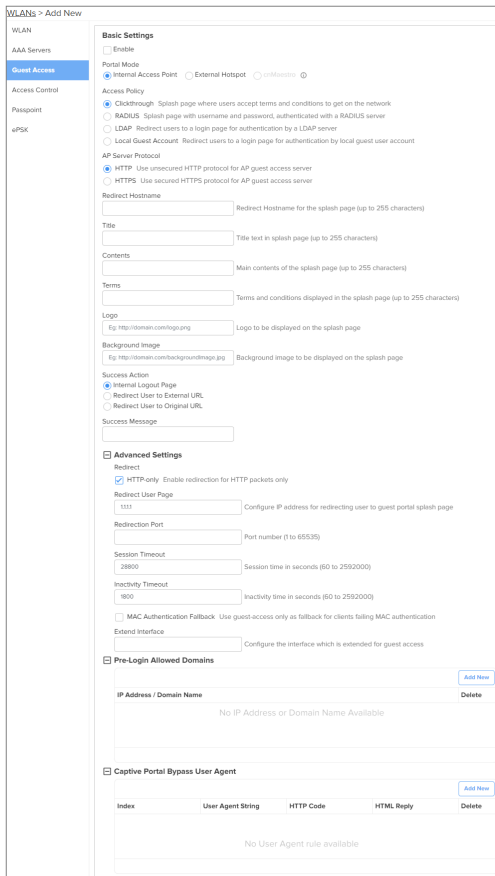 WLANs > Add New
WLAN
AAA Servers
Guest Access
Access Control
Passpoint
ePSK
Basic Settings
Enable
Portal Mode
Internal Access Point External Hotspot cnMaestro
Access Policy
Clickthrough Splash page where users accept terms and conditions to get on the network
RADIUS Splash page with username and password, authenticated with a RADIUS server
LDAP Redirect users to a login page for authentication by a LDAP server
Local Guest Account Redirect users to a login page for authentication by local guest user account
AP Server Protocol
HTTP Use unsecured HTTP protocol for AP guest access server
HTTPS Use secured HTTPS protocol for AP guest access server
Redirect Hostname
Redirect Hostname for the splash page (up to 255 characters)
Title
Title text in splash page (up to 255 characters)
Contents
Main contents of the splash page (up to 255 characters)
Terms
Terms and conditions displayed in the splash page (up to 255 characters)
Logo
Eg: http://domain.com/logo.png Logo to be displayed on the splash page
Background Image
Eg: http://domain.com/backgroundimage.jpg Background image to be displayed on the splash page
Success Action
Internal Logout Page
Redirect User to External URL
Redirect User to Original URL
Success Message
Advanced Settings
Redirect
HTTP-only Enable redirection for HTTP packets only
Redirect User Page
1.1.1.1 Configure IP address for redirecting user to guest portal splash page
Redirection Port
Port number (1 to 65535)
Session Timeout
28800 Session time in seconds (60 to 2592000)
Inactivity Timeout
1800 Inactivity time in seconds (60 to 2592000)
MAC Authentication Fallback Use guest-access only as fallback for clients failing MAC authentication
Extend Interface
Configure the interface which is extended for guest access
Pre-Login Allowed Domains
Add New
IP Address / Domain Name Delete
No IP Address or Domain Name Available
Captive Portal Bypass User Agent
Add New
Index User Agent String HTTP Code HTML Reply Delete
No User Agent rule available